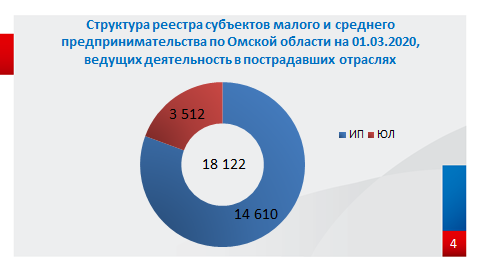 Структура реестра субъектов малого и среднего
предпринимательства по Омской области на 01.03.2020,
ведущих деятельность в пострадавших отраслях
3 512
ИП ЮЛ
18 122
14 610
4